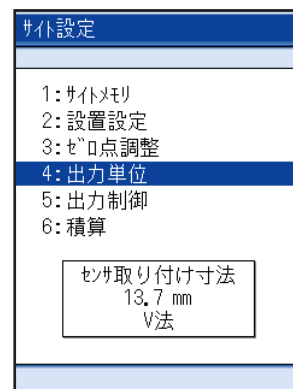 ｻｲﾄ設定
1:ｻｲﾄﾒﾓﾘ
2:設置設定
3:ｾﾞﾛ点調整
4:出力単位
5:出力制御
6:積算
ｾﾝｻ取り付け寸法
13.7 mm
V法